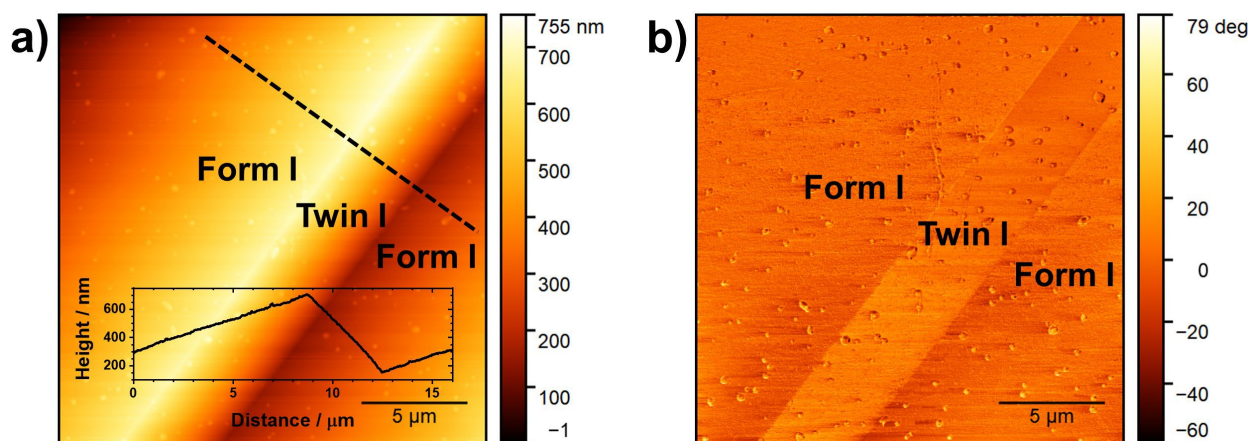 a)
Form I
Twin I
Form I
Height / nm
600
400
200
0
5
10
15
Distance / μm
5 μm
755 nm
700
600
500
400
300
200
100
−1
b)
Form I
Twin I
Form I
5 μm
79 deg
60
40
20
0
−20
−40
−60